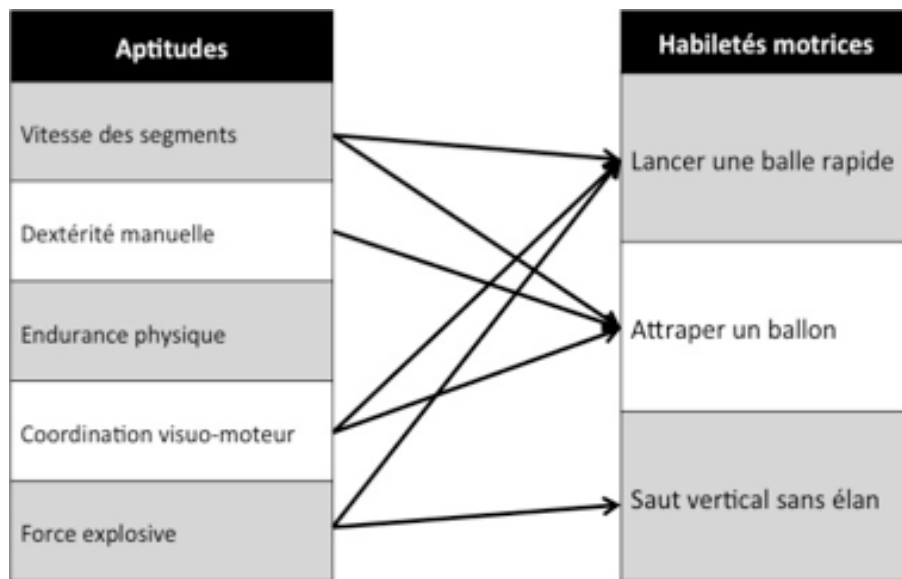 Aptitudes
Vitesse des segments
Dextérité manuelle
Endurance physique
Coordination visuo-moteur
Force explosive
Habiletés motrices
Lancer une balle rapide
Attraper un ballon
Saut vertical sans élan